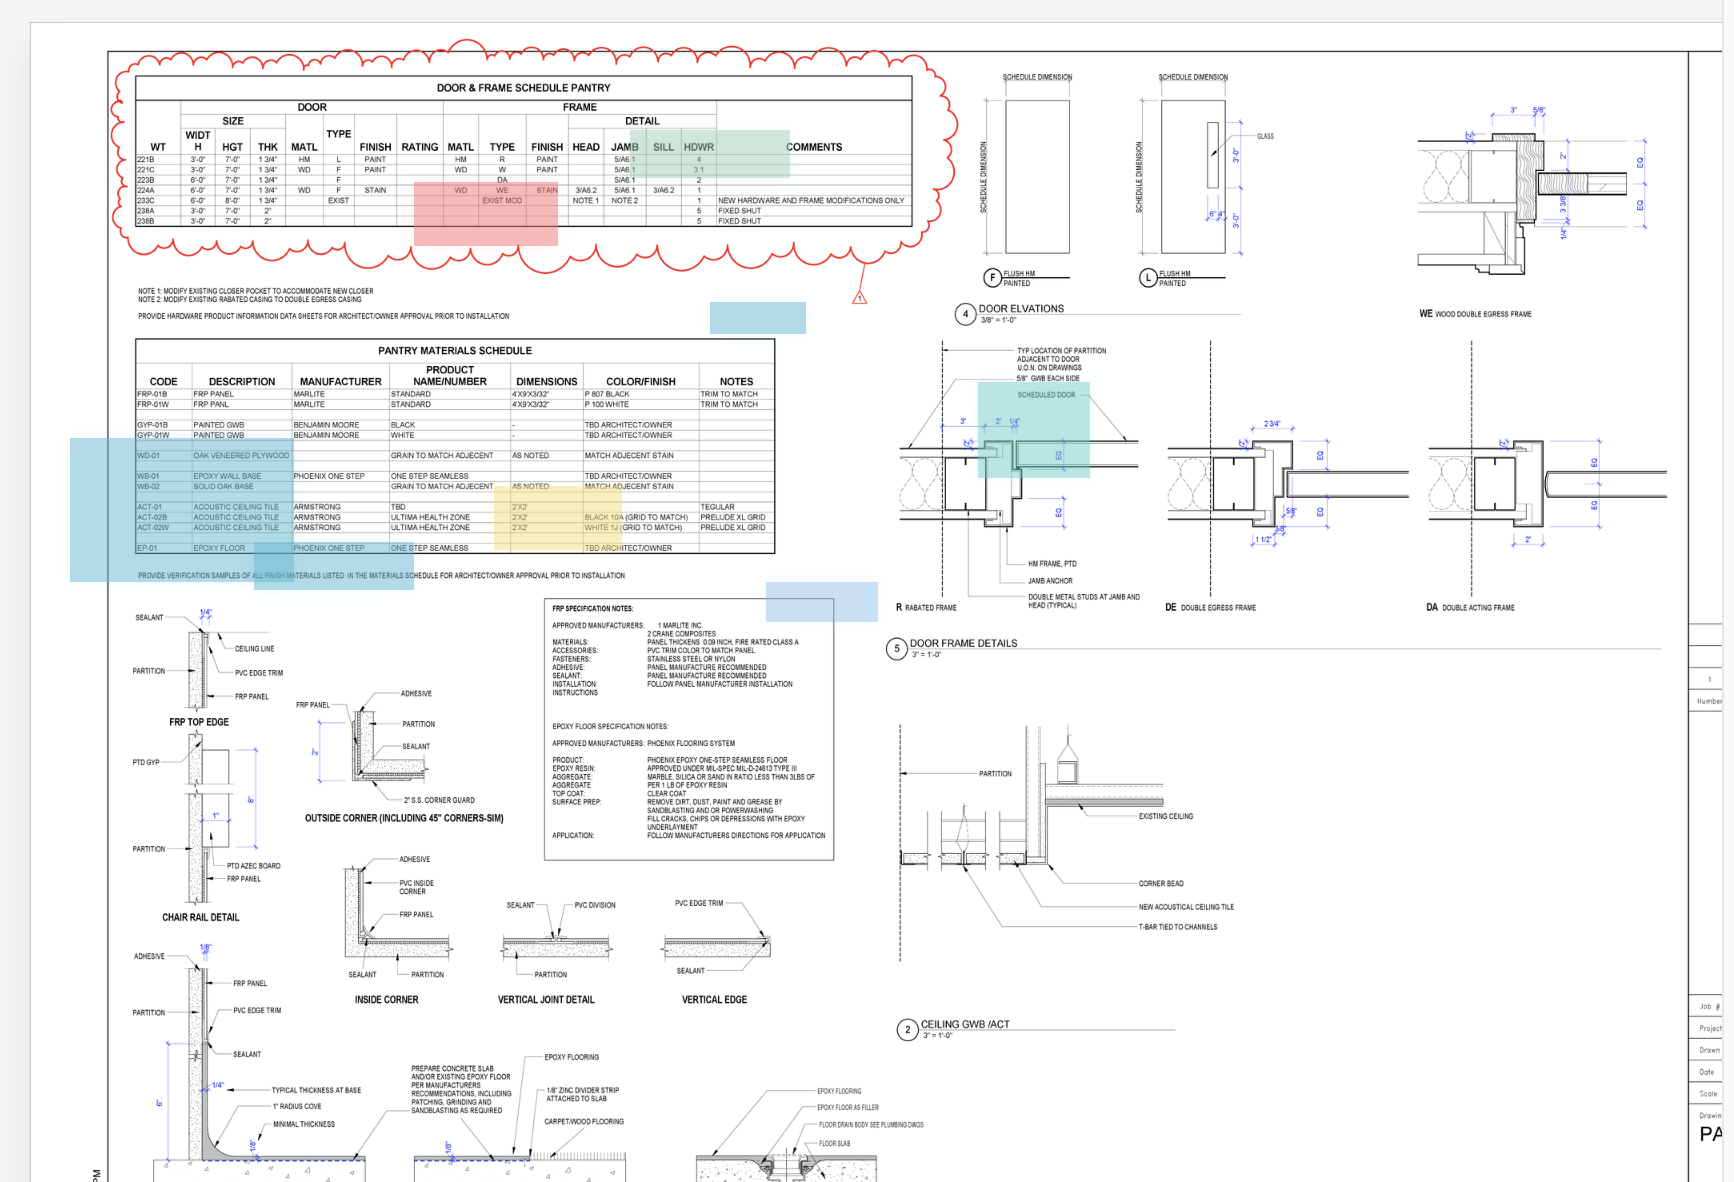 DOOR & FRAME SCHEDULE PANTRY
DOOR FRAME
SIZE DETAIL
WT WIDTH HGT THK MATL TYPE FINISH RATING MATL TYPE FINISH HEAD JAMB SILL HDWR COMMENTS
221B 3'-0" 7'-0" 1 3/4" HM L PAINT HM R PAINT 5/A6.1 4
221C 3'-0" 7'-0" 1 3/4" WD F PAINT WD W PAINT 5/A6.1 3.1
223B 6'-0" 7'-0" 1 3/4" F DA 5/A6.1 2
224A 6'-0" 7'-0" 1 3/4" WD F STAIN WD WE STAIN 3/A6.2 5/A6.1 3/A6.2 1
233C 6'-0" 8'-0" 1 3/4" EXIST EXIST MOD NOTE 1 NOTE 2 1 NEW HARDWARE AND FRAME MODIFICATIONS ONLY
238A 3'-0" 7'-0" 2" 5 FIXED SHUT
238B 3'-0" 7'-0" 2" 5 FIXED SHUT
1
NOTE 1: MODIFY EXISTING CLOSER POCKET TO ACCOMMODATE NEW CLOSER
NOTE 2: MODIFY EXISTING RABATED CASING TO DOUBLE EGRESS CASING
PROVIDE HARDWARE PRODUCT INFORMATION DATA SHEETS FOR ARCHITECT/OWNER APPROVAL PRIOR TO INSTALLATION
PANTRY MATERIALS SCHEDULE
CODE DESCRIPTION MANUFACTURER PRODUCT NAME/NUMBER DIMENSIONS COLOR/FINISH NOTES
FRP-01B FRP PANEL MARLITE STANDARD 4'X9'X3/32" P 807 BLACK TRIM TO MATCH
FRP-01W FRP PANL MARLITE STANDARD 4'X9'X3/32" P 100 WHITE TRIM TO MATCH
GYP-01B PAINTED GWB BENJAMIN MOORE BLACK - TBD ARCHITECT/OWNER
GYP-01W PAINTED GWB BENJAMIN MOORE WHITE - TBD ARCHITECT/OWNER
WD-01 OAK VENEERED PLYWOOD GRAIN TO MATCH ADJECENT AS NOTED MATCH ADJECENT STAIN
WB-01 EPOXY WALL BASE PHOENIX ONE STEP ONE STEP SEAMLESS TBD ARCHITECT/OWNER
WB-02 SOLID OAK BASE GRAIN TO MATCH ADJECENT AS NOTED MATCH ADJECENT STAIN
ACT-01 ACOUSTIC CEILING TILE ARMSTRONG TBD 2'X2' TEGULAR
ACT-02B ACOUSTIC CEILING TILE ARMSTRONG ULTIMA HEALTH ZONE 2'X2' BLACK 10A (GRID TO MATCH) PRELUDE XL GRID
ACT-02W ACOUSTIC CEILING TILE ARMSTRONG ULTIMA HEALTH ZONE 2'X2' WHITE 1J (GRID TO MATCH) PRELUDE XL GRID
EP-01 EPOXY FLOOR PHOENIX ONE STEP ONE STEP SEAMLESS TBD ARCHITECT/OWNER
PROVIDE VERIFICATION SAMPLES OF ALL FINISH MATERIALS LISTED IN THE MATERIALS SCHEDULE FOR ARCHITECT/OWNER APPROVAL PRIOR TO INSTALLATION
SCHEDULE DIMENSION
SCHEDULE DIMENSION
SCHEDULE DIMENSION
SCHEDULE DIMENSION
GLASS
3'-0"
6" 4"
3'-0"
F FLUSH HM
PAINTED
L FLUSH HM
PAINTED
4 DOOR ELVATIONS
3/8" = 1'-0"
3" 5/8"
1/2"
2"
EQ
3 3/8"
EQ
1/4"
WE WOOD DOUBLE EGRESS FRAME
TYP LOCATION OF PARTITION
ADJACENT TO DOOR
U.O.N. ON DRAWINGS
5/8" GWB EACH SIDE
SCHEDULED DOOR
3" 2" 1/4"
1/2"
EQ
EQ
HM FRAME, PTD
JAMB ANCHOR
DOUBLE METAL STUDS AT JAMB AND
HEAD (TYPICAL)
R RABATED FRAME
2 3/4"
1/2"
EQ
EQ
5/8"
5/8"
1 1/2"
DE DOUBLE EGRESS FRAME
1/2"
EQ
EQ
2"
DA DOUBLE ACTING FRAME
5 DOOR FRAME DETAILS
3" = 1'-0"
SEALANT
1/4"
CEILING LINE
PARTITION
PVC EDGE TRIM
FRP PANEL
FRP TOP EDGE
PTD GYP
8"
1"
PARTITION
PTD AZEC BOARD
FRP PANEL
CHAIR RAIL DETAIL
ADHESIVE
FRP PANEL
PARTITION
2"
SEALANT
2" S.S. CORNER GUARD
OUTSIDE CORNER (INCLUDING 45" CORNERS-SIM)
FRP SPECIFICATION NOTES:
APPROVED MANUFACTURERS: 1 MARLITE INC.
2 CRANE COMPOSITES
MATERIALS: PANEL THICKENS 0.09 INCH, FIRE RATED CLASS A
ACCESSORIES: PVC TRIM COLOR TO MATCH PANEL
FASTENERS: STAINLESS STEEL OR NYLON
ADHESIVE: PANEL MANUFACTURE RECOMMENDED
SEALANT: PANEL MANUFACTURE RECOMMENDED
INSTALLATION: FOLLOW PANEL MANUFACTURER INSTALLATION
INSTRUCTIONS
EPOXY FLOOR SPECIFICATION NOTES:
APPROVED MANUFACTURERS: PHOENIX FLOORING SYSTEM
PRODUCT: PHOENIX EPOXY ONE-STEP SEAMLESS FLOOR
EPOXY RESIN: APPROVED UNDER MIL-SPEC MIL-D-24613 TYPE III
AGGREGATE: MARBLE, SILICA OR SAND IN RATIO LESS THAN 3LBS OF
AGGREGATE PER 1 LB OF EPOXY RESIN
TOP COAT: CLEAR COAT
SURFACE PREP: REMOVE DIRT, DUST, PAINT AND GREASE BY
SANDBLASTING AND OR POWERWASHING
FILL CRACKS, CHIPS OR DEPRESSIONS WITH EPOXY
UNDERLAYMENT
APPLICATION: FOLLOW MANUFACTURERS DIRECTIONS FOR APPLICATION
ADHESIVE
PVC INSIDE
CORNER
FRP PANEL
SEALANT PARTITION
INSIDE CORNER
SEALANT PVC DIVISION
PARTITION
VERTICAL JOINT DETAIL
PVC EDGE TRIM
SEALANT
VERTICAL EDGE
PARTITION
EXISTING CEILING
CORNER BEAD
NEW ACOUSTICAL CEILING TILE
T-BAR TIED TO CHANNELS
2 CEILING GWB /ACT
3" = 1'-0"
1/8"
ADHESIVE
FRP PANEL
PARTITION
PVC EDGE TRIM
SEALANT
1/4"
TYPICAL THICKNESS AT BASE
6"
1" RADIUS COVE
MINIMAL THICKNESS
1/8"
PREPARE CONCRETE SLAB
AND/OR EXISTING EPOXY FLOOR
PER MANUFACTURERS
RECOMMENDATIONS, INCLUDING
PATCHING, GRINDING AND
SANDBLASTING AS REQUIRED
EPOXY FLOORING
1/8" ZINC DIVIDER STRIP
ATTACHED TO SLAB
CARPET/WOOD FLOORING
1/8"
EPOXY FLOORING
EPOXY FLOOR AS FILLER
FLOOR DRAIN BODY SEE PLUMBING DWGS
FLOOR SLAB
1
Number
Job #
Project
Drawn
Date
Scale
Drawin
PA
PM